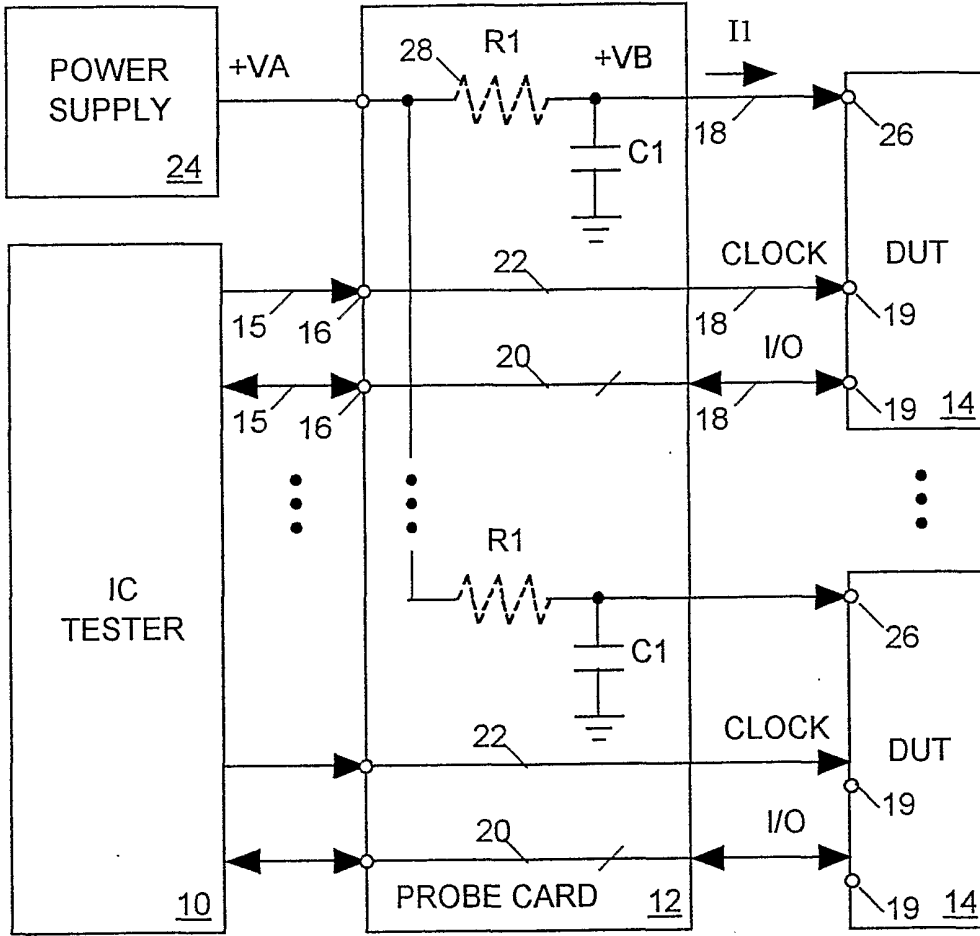 POWER
SUPPLY
24
+VA
28
R1
+VB
I1
C1
18
26
22
CLOCK
DUT
15
16
18
19
20
I/O
15
16
18
19
14
R1
IC
TESTER
C1
26
22
CLOCK
DUT
19
20
I/O
10
PROBE CARD
12
19
14